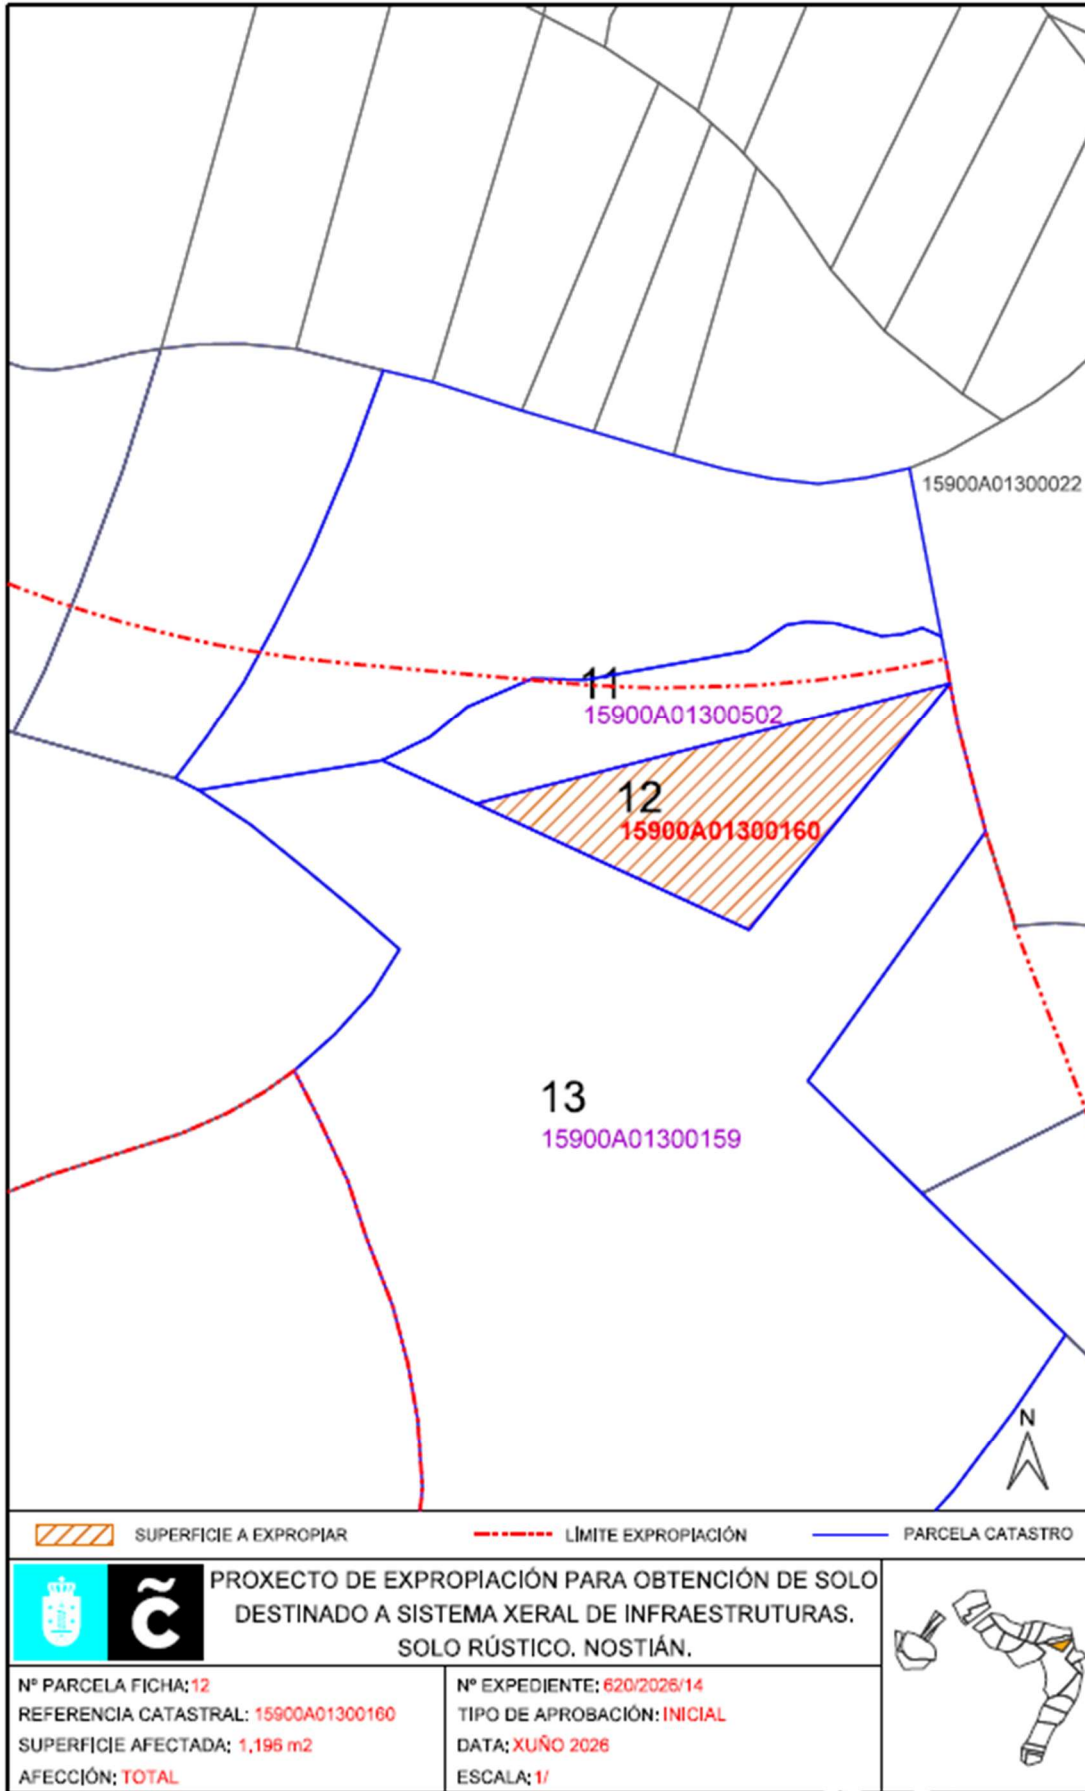 15900A01300022
11
15900A01300502
12
15900A01300160
13
15900A01300159
N
SUPERFICIE A EXPROPIAR
LÍMITE EXPROPIACIÓN
PARCELA CATASTRO
PROXECTO DE EXPROPIACIÓN PARA OBTENCIÓN DE SOLO
DESTINADO A SISTEMA XERAL DE INFRAESTRUTURAS.
SOLO RÚSTICO. NOSTIÁN.
Nº PARCELA FICHA: 12
REFERENCIA CATASTRAL: 15900A01300160
SUPERFICIE AFECTADA: 1,196 m2
AFECCIÓN: TOTAL
Nº EXPEDIENTE: 620/2026/14
TIPO DE APROBACIÓN: INICIAL
DATA: XUÑO 2026
ESCALA: 1/